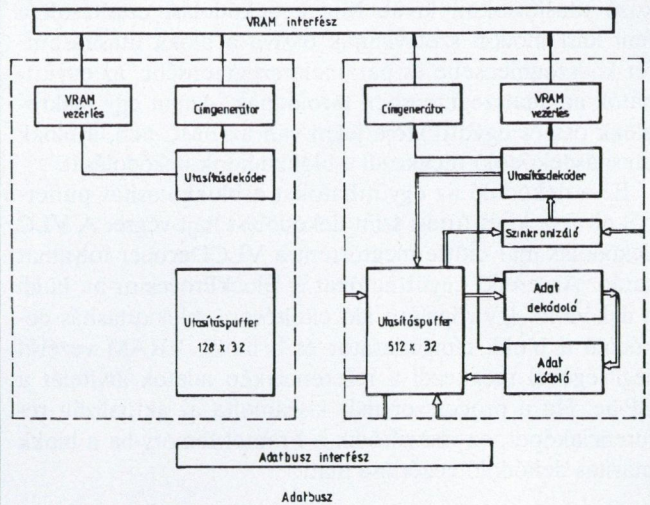 VRAM interfész
VRAM
vezérlés
Címgenerátor
Utasításdekóder
Utasításpuffer
128 x 32
Címgenerátor
VRAM
vezérlés
Utasításdekóder
Szinkronizáló
Utasításpuffer
512 x 32
Adat
dekódoló
Adat
kódoló
Adatbusz interfész
Adatbusz